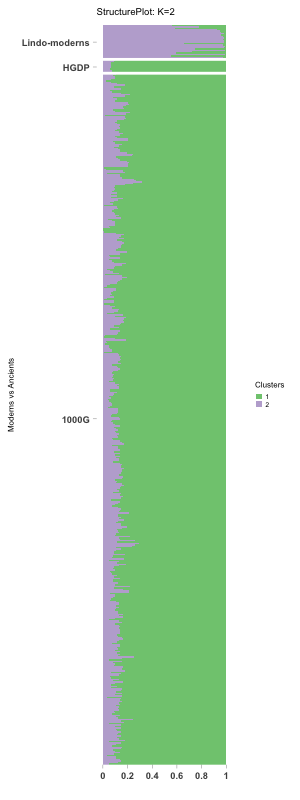 StructurePlot: K=2
Lindo-moderns
HGDP
1000G
Moderns vs Ancients
Clusters
1
2
0 0.2 0.4 0.6 0.8 1